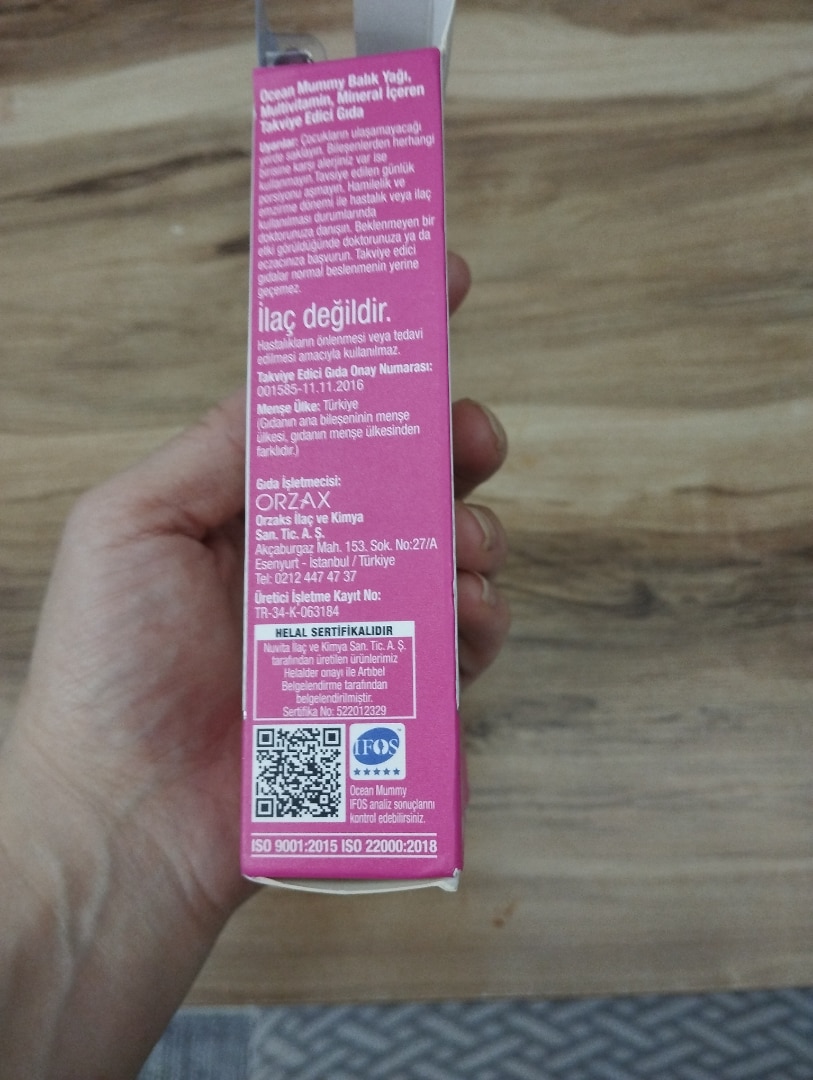 Ocean Mummy Balık Yağı,
Multivitamin, Mineral İçeren
Takviye Edici Gıda
Uyarılar: Çocukların ulaşamayacağı
yerde saklayın. Bileşenlerden herhangi
birisine karşı alerjiniz var ise
kullanmayın. Tavsiye edilen günlük
porsiyonu aşmayın. Hamilelik ve
emzirme dönemi ile hastalık veya ilaç
kullanılması durumlarında
doktorunuza danışın. Beklenmeyen bir
etki görüldüğünde doktorunuza ya da
eczacınıza başvurun. Takviye edici
gıdalar normal beslenmenin yerine
geçemez.
İlaç değildir.
Hastalıkların önlenmesi veya tedavi
edilmesi amacıyla kullanılmaz.
Takviye Edici Gıda Onay Numarası:
001585-11.11.2016
Menşe Ülke: Türkiye
(Gıdanın ana bileşeninin menşe
ülkesi, gıdanın menşe ülkesinden
farklıdır.)
Gıda İşletmecisi:
ORZAX
Orzaks İlaç ve Kimya
San. Tic. A. Ş.
Akçaburgaz Mah. 153. Sok. No:27/A
Esenyurt - İstanbul / Türkiye
Tel: 0212 447 47 37
Üretici İşletme Kayıt No:
TR-34-K-063184
HELAL SERTİFİKALIDIR
Nuvita İlaç ve Kimya San. Tic. A. Ş.
tarafından üretilen ürünlerimiz
Helalder onayı ile Artıbel
Belgelendirme tarafından
belgelendirilmiştir.
Sertifika No: 522012329
IFOS
Ocean Mummy
IFOS analiz sonuçlarını
kontrol edebilirsiniz.
ISO 9001:2015 ISO 22000:2018